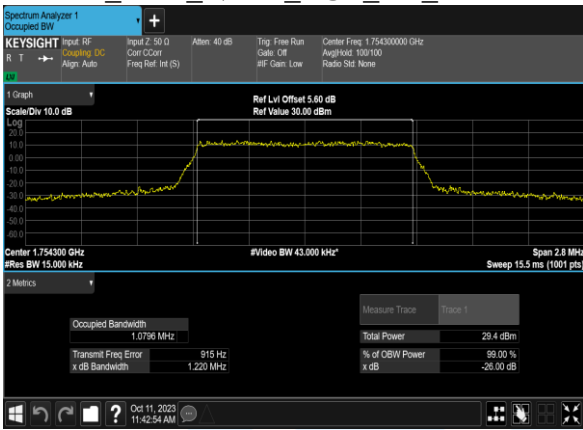 Spectrum Analyzer 1
Occupied BW
+
KEYSIGHT
R T
LW
Input: RF
Coupling: DC
Align: Auto
Input Z: 50 Ω
Corr CCorr
Freq Ref: Int (S)
Atten: 40 dB
Trig: Free Run
Gate: Off
#IF Gain: Low
Center Freq: 1.754300000 GHz
Avg|Hold: 100/100
Radio Std: None
1 Graph
Scale/Div 10.0 dB
Ref Lvl Offset 5.60 dB
Ref Value 30.00 dBm
Log
20.0
10.0
0.00
-10.0
-20.0
-30.0
-40.0
-50.0
-60.0
Center 1.754300 GHz
#Res BW 15.000 kHz
#Video BW 43.000 kHz*
Span 2.8 MHz
Sweep 15.5 ms (1001 pts)
2 Metrics
Measure Trace
Trace 1
Occupied Bandwidth
1.0796 MHz
Total Power 29.4 dBm
Transmit Freq Error 915 Hz
% of OBW Power 99.00 %
x dB Bandwidth 1.220 MHz
x dB -26.00 dB
?
Oct 11, 2023
11:42:54 AM